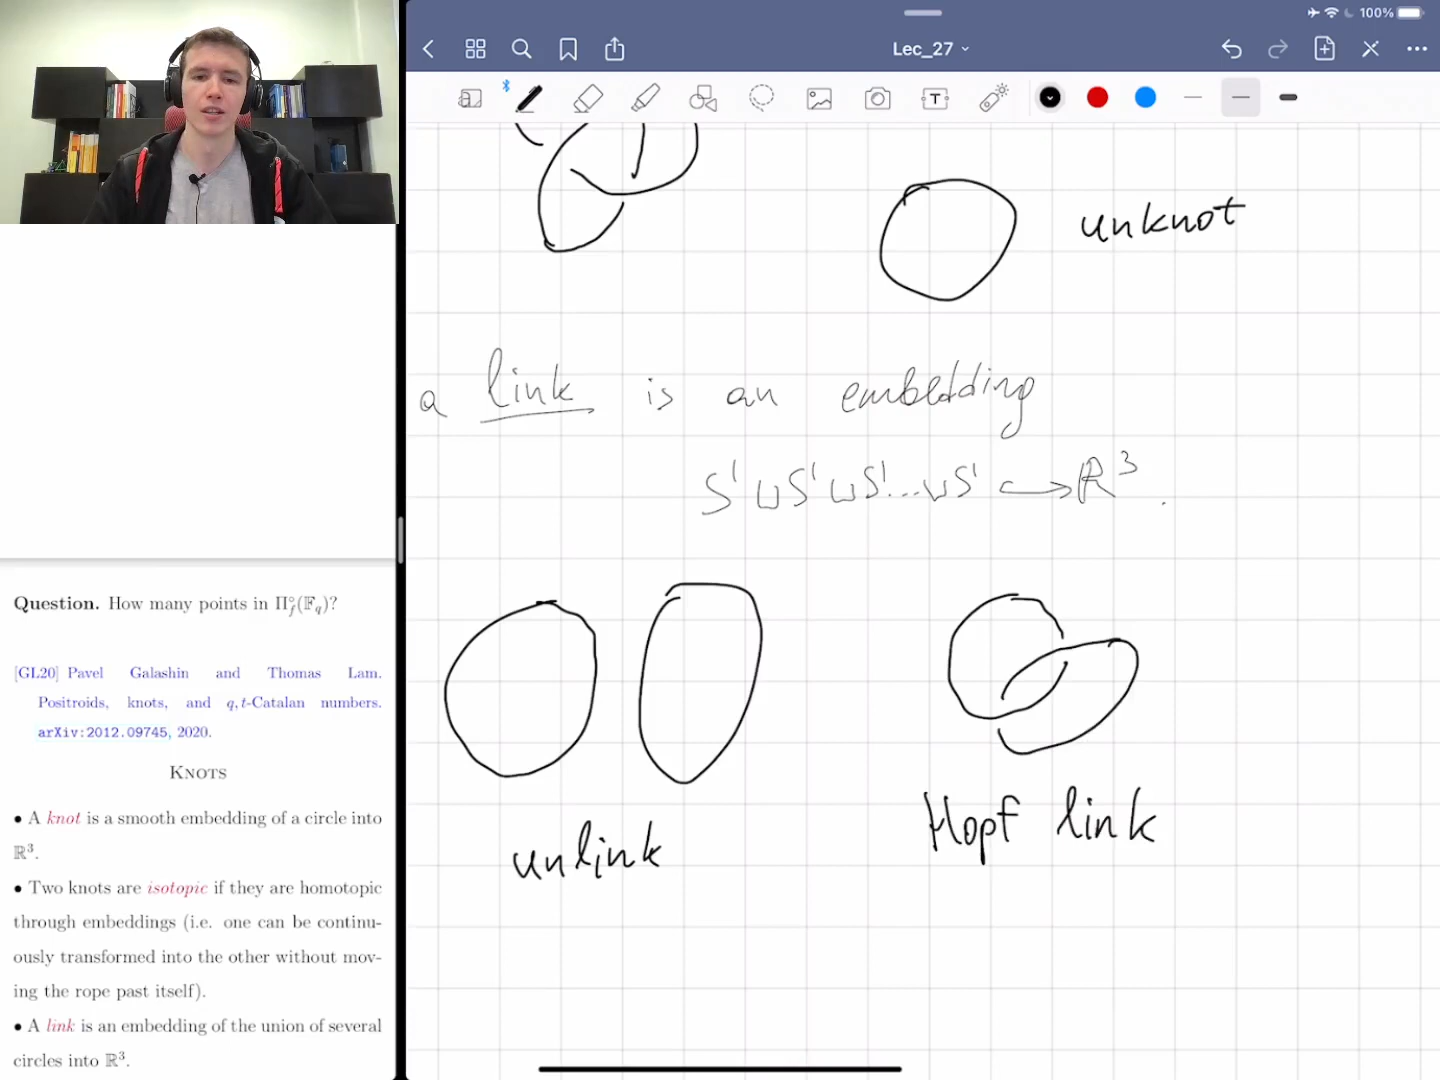 100%
Lec_27
T
unknot
a link is an embedding
S¹ ⊔ S¹ ⊔ S¹ ... ⊔ S¹ ↪ ℝ³.
unlink
Hopf link
Question. How many points in Π°_f(𝔽_q)?
[GL20] Pavel Galashin and Thomas Lam.
Positroids, knots, and q,t-Catalan numbers.
arXiv:2012.09745, 2020.
KNOTS
• A knot is a smooth embedding of a circle into
ℝ³.
• Two knots are isotopic if they are homotopic
through embeddings (i.e. one can be continu-
ously transformed into the other without mov-
ing the rope past itself).
• A link is an embedding of the union of several
circles into ℝ³.